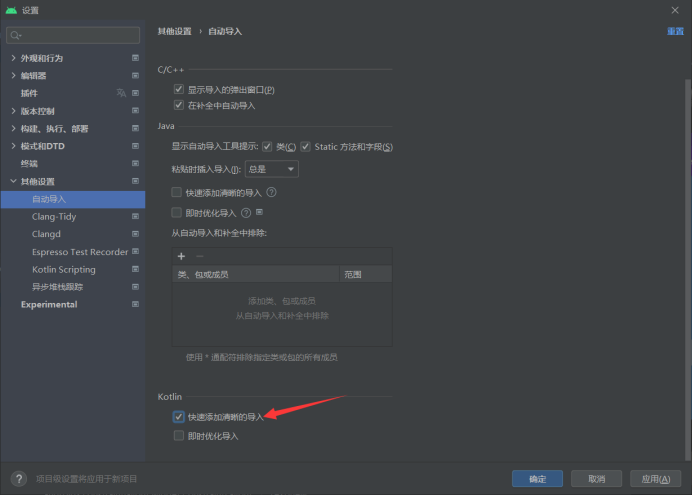 设置
其他设置 › 自动导入
重置
外观和行为
编辑器
插件
版本控制
构建、执行、部署
模式和DTD
终端
其他设置
自动导入
Clang-Tidy
Clangd
Espresso Test Recorder
Kotlin Scripting
异步堆栈跟踪
Experimental
C/C++
显示导入的弹出窗口(P)
在补全中自动导入
Java
显示自动导入工具提示: 类(C) Static 方法和字段(S)
粘贴时插入导入(I): 总是
快速添加清晰的导入 ?
即时优化导入 ?
从自动导入和补全中排除:
类、包或成员 范围
添加类、包或成员
从自动导入和补全中排除
使用 * 通配符排除指定类或包的所有成员
Kotlin
快速添加清晰的导入
即时优化导入
? 项目级设置将应用于新项目
确定 取消 应用(A)